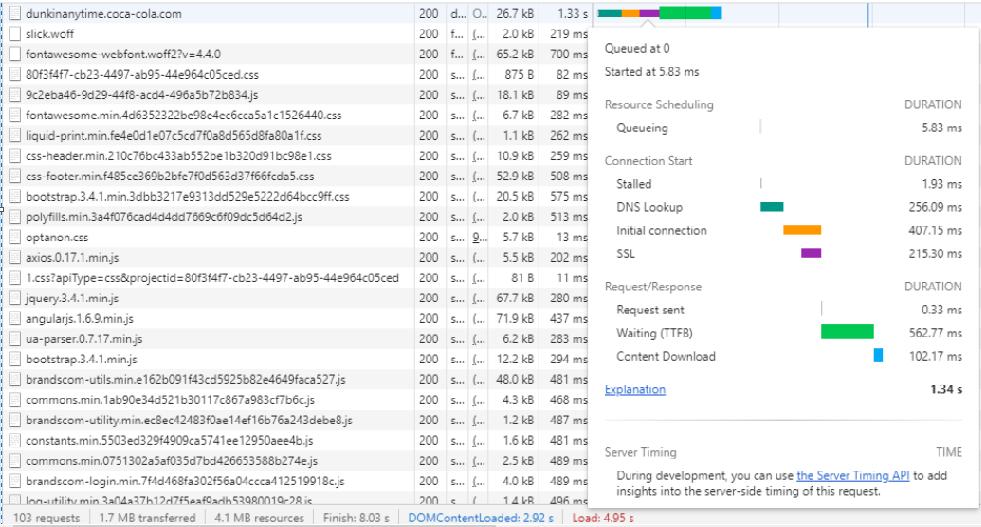 dunkinanytime.coca-cola.com 200 d... O.. 26.7 kB 1.33 s
slick.woff 200 f... (... 2.0 kB 219 ms
fontawesome-webfont.woff2?v=4.4.0 200 f... (... 65.2 kB 700 ms
80f3f4f7-cb23-4497-ab95-44e964c05ced.css 200 s... (... 875 B 82 ms
9c2eba46-9d29-44f8-acd4-496a5b72b834.js 200 s... (... 18.1 kB 89 ms
fontawesome.min.4d6352322be98c4ec6cca5a1c1526440.css 200 s... (... 6.7 kB 282 ms
liquid-print.min.fe4e0d1e07c5cd7f0a8d565d8fa80a1f.css 200 s... (... 1.1 kB 262 ms
css-header.min.210c76bc433ab552be1b320d91bc98e1.css 200 s... (... 10.9 kB 259 ms
css-footer.min.f485ce369b2bfe7f0d563d37f66fcda5.css 200 s... (... 52.9 kB 508 ms
bootstrap.3.4.1.min.3dbb3217e9313dd529e5222d64bcc9ff.css 200 s... (... 20.5 kB 575 ms
polyfills.min.3a4f076cad4d4dd7669c6f09dc5d64d2.js 200 s... (... 2.0 kB 513 ms
optanon.css 200 s... 9... 5.7 kB 13 ms
axios.0.17.1.min.js 200 s... (... 5.5 kB 202 ms
1.css?apiType=css&projectid=80f3f4f7-cb23-4497-ab95-44e964c05ced 200 s... (... 81 B 11 ms
jquery.3.4.1.min.js 200 s... (... 67.7 kB 280 ms
angularjs.1.6.9.min.js 200 s... (... 71.9 kB 437 ms
ua-parser.0.7.17.min.js 200 s... (... 6.2 kB 283 ms
bootstrap.3.4.1.min.js 200 s... (... 12.2 kB 294 ms
brandscom-utils.min.e162b091f43cd5925b82e4649faca527.js 200 s... (... 48.0 kB 481 ms
commons.min.1ab90e34d521b30117c867a983cf7b6c.js 200 s... (... 4.3 kB 468 ms
brandscom-utility.min.ec8ec42483f0ae14ef16b76a243debe8.js 200 s... (... 1.2 kB 487 ms
constants.min.5503ed329f4909ca5741ee12950aee4b.js 200 s... (... 1.6 kB 481 ms
commons.min.0751302a5af035d7bd426653588b274e.js 200 s... (... 2.5 kB 489 ms
brandscom-login.min.7f4d468fa302f56a04ccca412519918c.js 200 s... (... 4.0 kB 489 ms
log-utility.min.3a04a37b12d7f5eaf9adb53980019c28.js 200 s... (... 1.4 kB 496 ms
103 requests 1.7 MB transferred 4.1 MB resources Finish: 8.03 s DOMContentLoaded: 2.92 s Load: 4.95 s
Queued at 0
Started at 5.83 ms
Resource Scheduling DURATION
Queueing 5.83 ms
Connection Start DURATION
Stalled 1.93 ms
DNS Lookup 256.09 ms
Initial connection 407.15 ms
SSL 215.30 ms
Request/Response DURATION
Request sent 0.33 ms
Waiting (TTFB) 562.77 ms
Content Download 102.17 ms
Explanation 1.34 s
Server Timing TIME
During development, you can use the Server Timing API to add
insights into the server-side timing of this request.